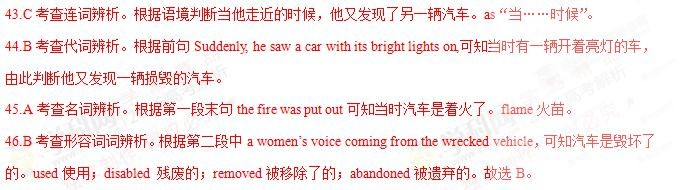 43.C 考查连词辨析。根据语境判断当他走近的时候，他又发现了另一辆汽车。as“当……时候”。
44.B 考查代词辨析。根据前句 Suddenly, he saw a car with its bright lights on,可知当时有一辆开着亮灯的车，
由此判断他又发现一辆损毁的汽车。
45.A 考查名词辨析。根据第一段末句 the fire was put out 可知当时汽车是着火了。flame 火苗。
46.B 考查形容词词辨析。根据第二段中 a women’s voice coming from the wrecked vehicle，可知汽车是毁坏了
的。used 使用；disabled 残废的；removed 被移除了的；abandoned 被遗弃的。故选 B。